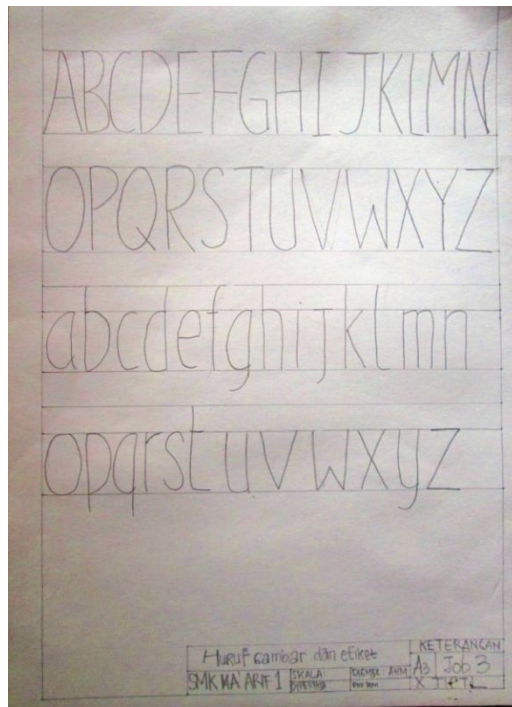 ABCDEFGHIJKLMN
OPQRSTUVWXYZ
abcdefghijklmn
opqrstuvwxyz
Huruf Gambar dan etiket
KETERANGAN
SMK MA'ARIF 1
SKALA:
A3
Job 3
X